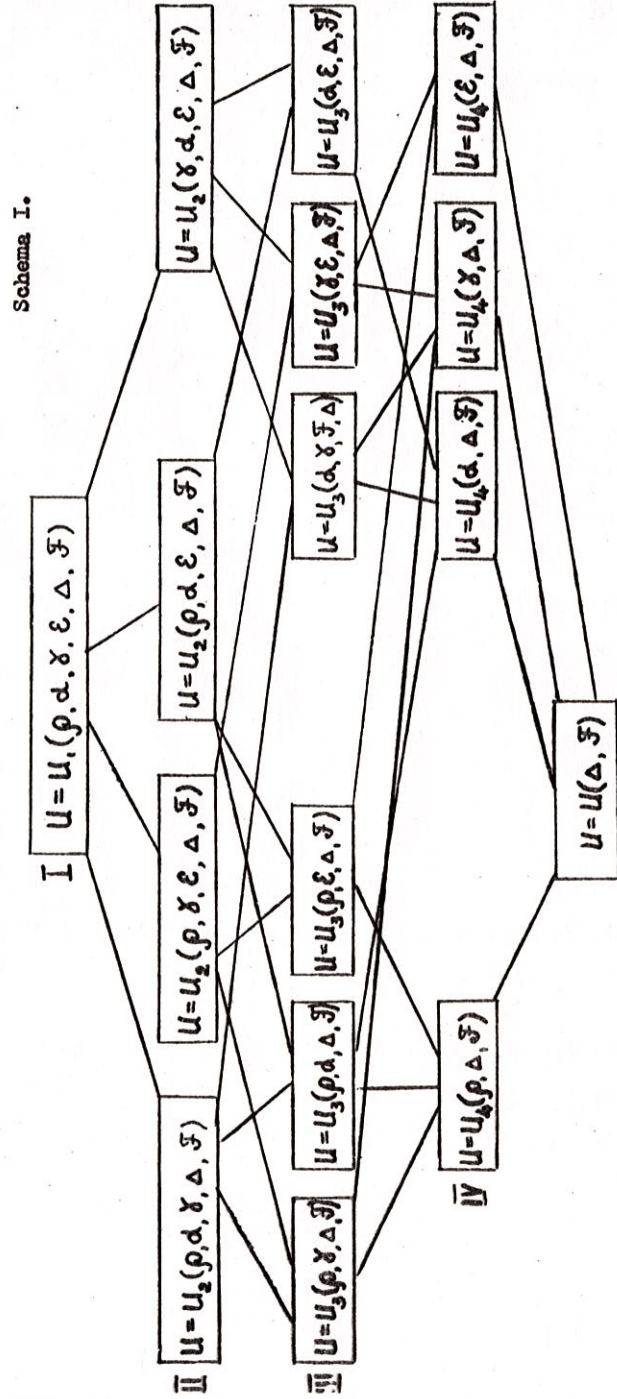 Schema I.
I
U=U₁(ρ,α,γ,ε,Δ,ℱ)
II
U=U₂(ρ,α,γ,Δ,ℱ)
U=U₂(ρ,γ,ε,Δ,ℱ)
U=U₂(ρ,α,ε,Δ,ℱ)
U=U₂(γ,α,ε,Δ,ℱ)
III
U=U₃(ρ,γ,Δ,ℱ)
U=U₃(ρ,α,Δ,ℱ)
U=U₃(ρ,ε,Δ,ℱ)
U=U₃(α,γ,ℱ,Δ)
U=U₃(γ,ε,Δ,ℱ)
U=U₃(α,ε,Δ,ℱ)
IV
U=U₄(ρ,Δ,ℱ)
U=U₄(α,Δ,ℱ)
U=U₄(γ,Δ,ℱ)
U=U₄(ε,Δ,ℱ)
U=U(Δ,ℱ)